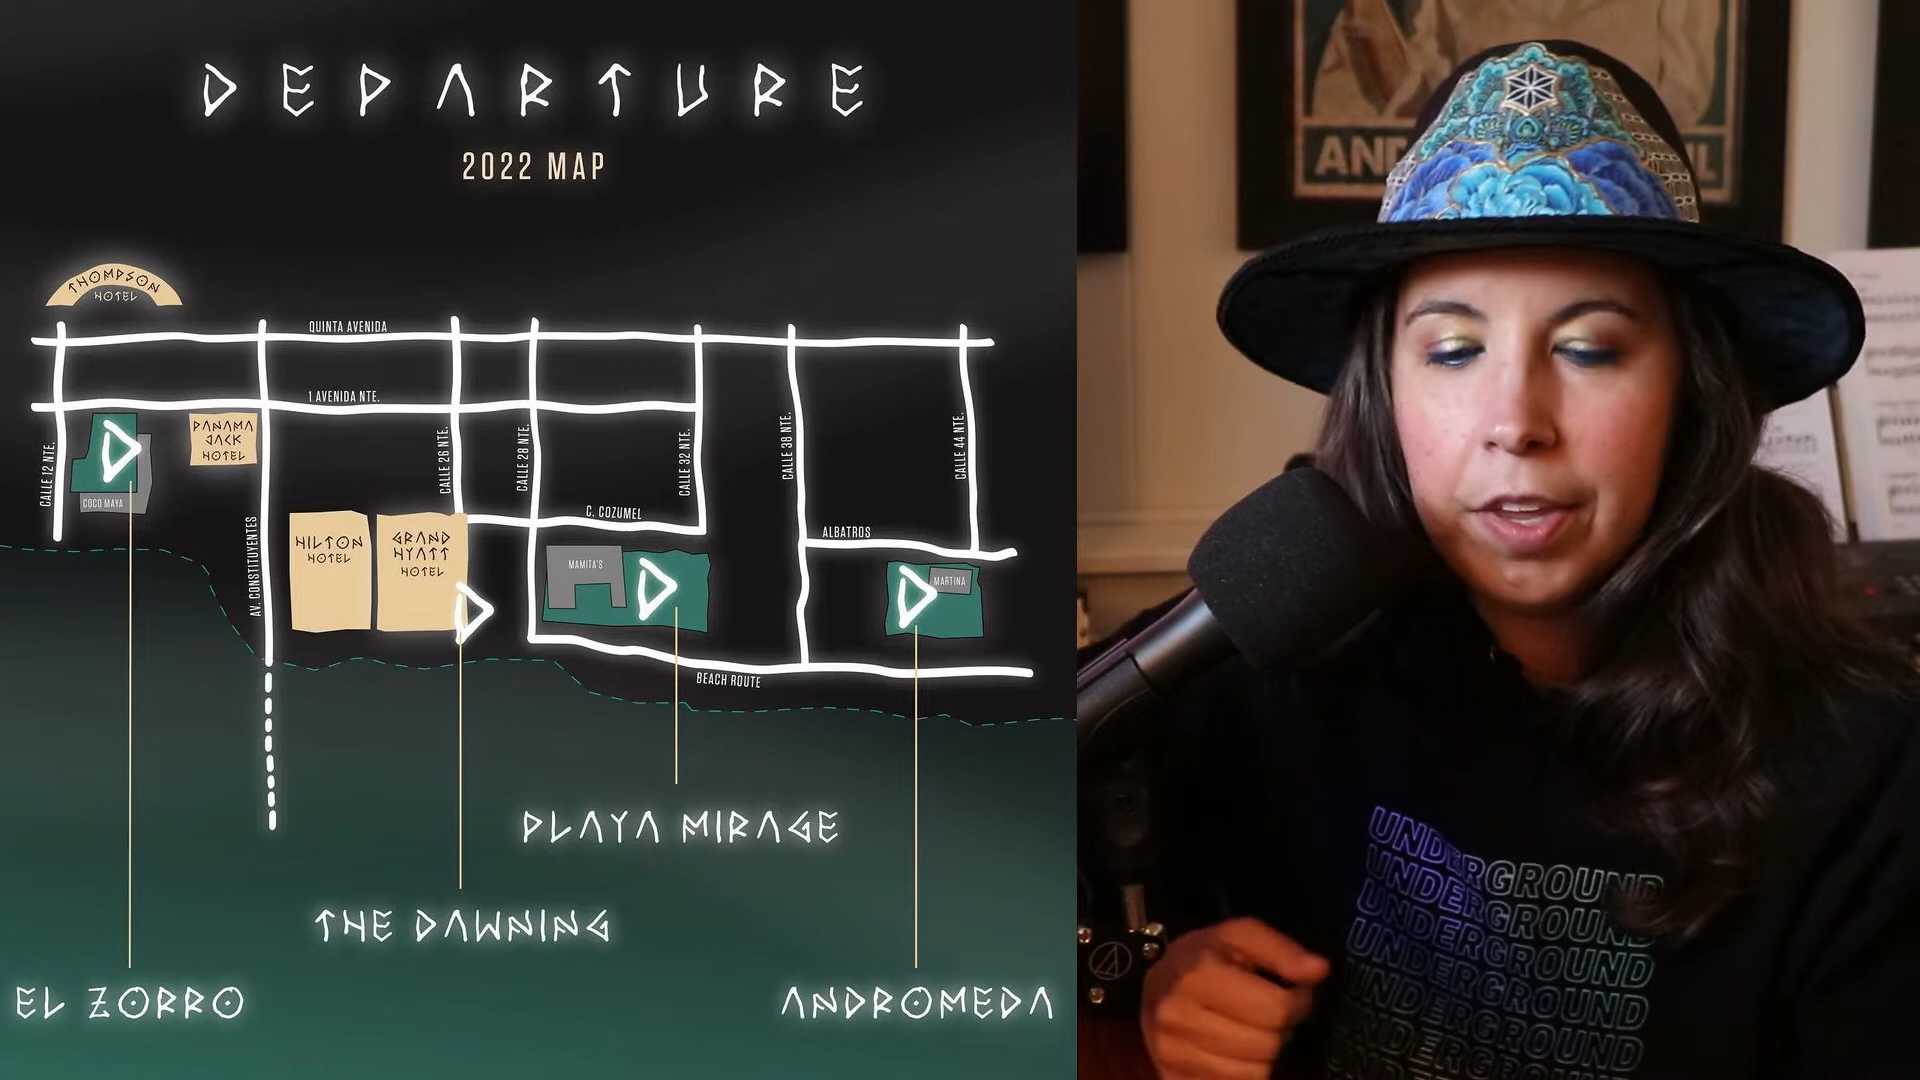 DEPARTURE
2022 MAP
THOMPSON
HOTEL
QUINTA AVENIDA
1 AVENIDA NTE.
CALLE 12 NTE.
COCO MAYA
PANAMA
JACK
HOTEL
AV. CONSTITUYENTES
CALLE 26 NTE.
CALLE 28 NTE.
CALLE 32 NTE.
CALLE 38 NTE.
CALLE 44 NTE.
HILTON
HOTEL
GRAND
HYATT
HOTEL
C. COZUMEL
MAMITA'S
ALBATROS
MARTINA
BEACH ROUTE
PLAYA MIRAGE
THE DAWNING
EL ZORRO
ANDROMEDA
UNDERGROUND
UNDERGROUND
UNDERGROUND
UNDERGROUND
UNDERGROUND
UNDERGROUND
UNDERGROUND